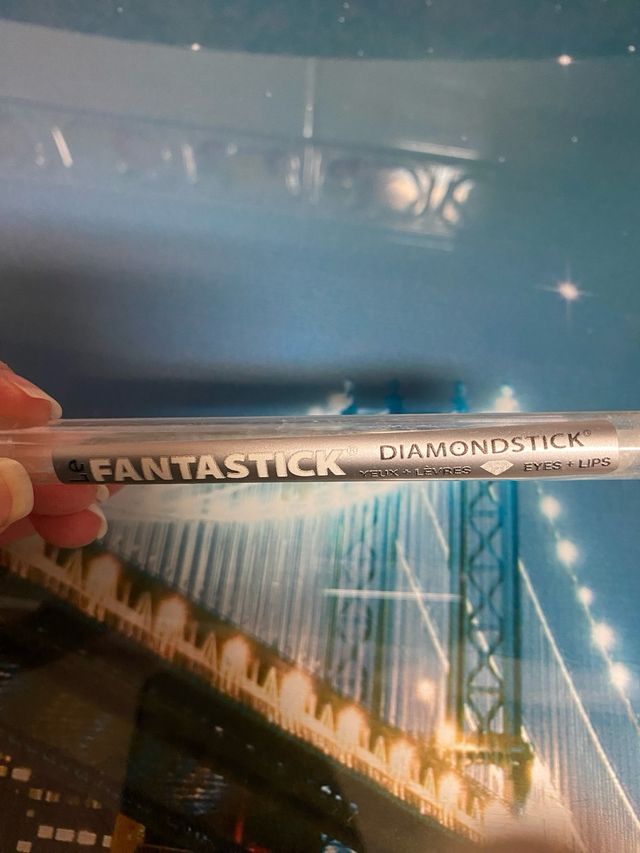 Le FANTASTICK® DIAMONDSTICK®
YEUX + LÈVRES EYES + LIPS